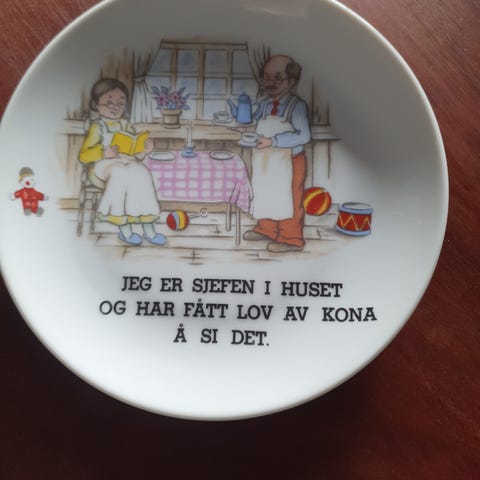 JEG ER SJEFEN I HUSET
OG HAR FÅTT LOV AV KONA
Å SI DET.